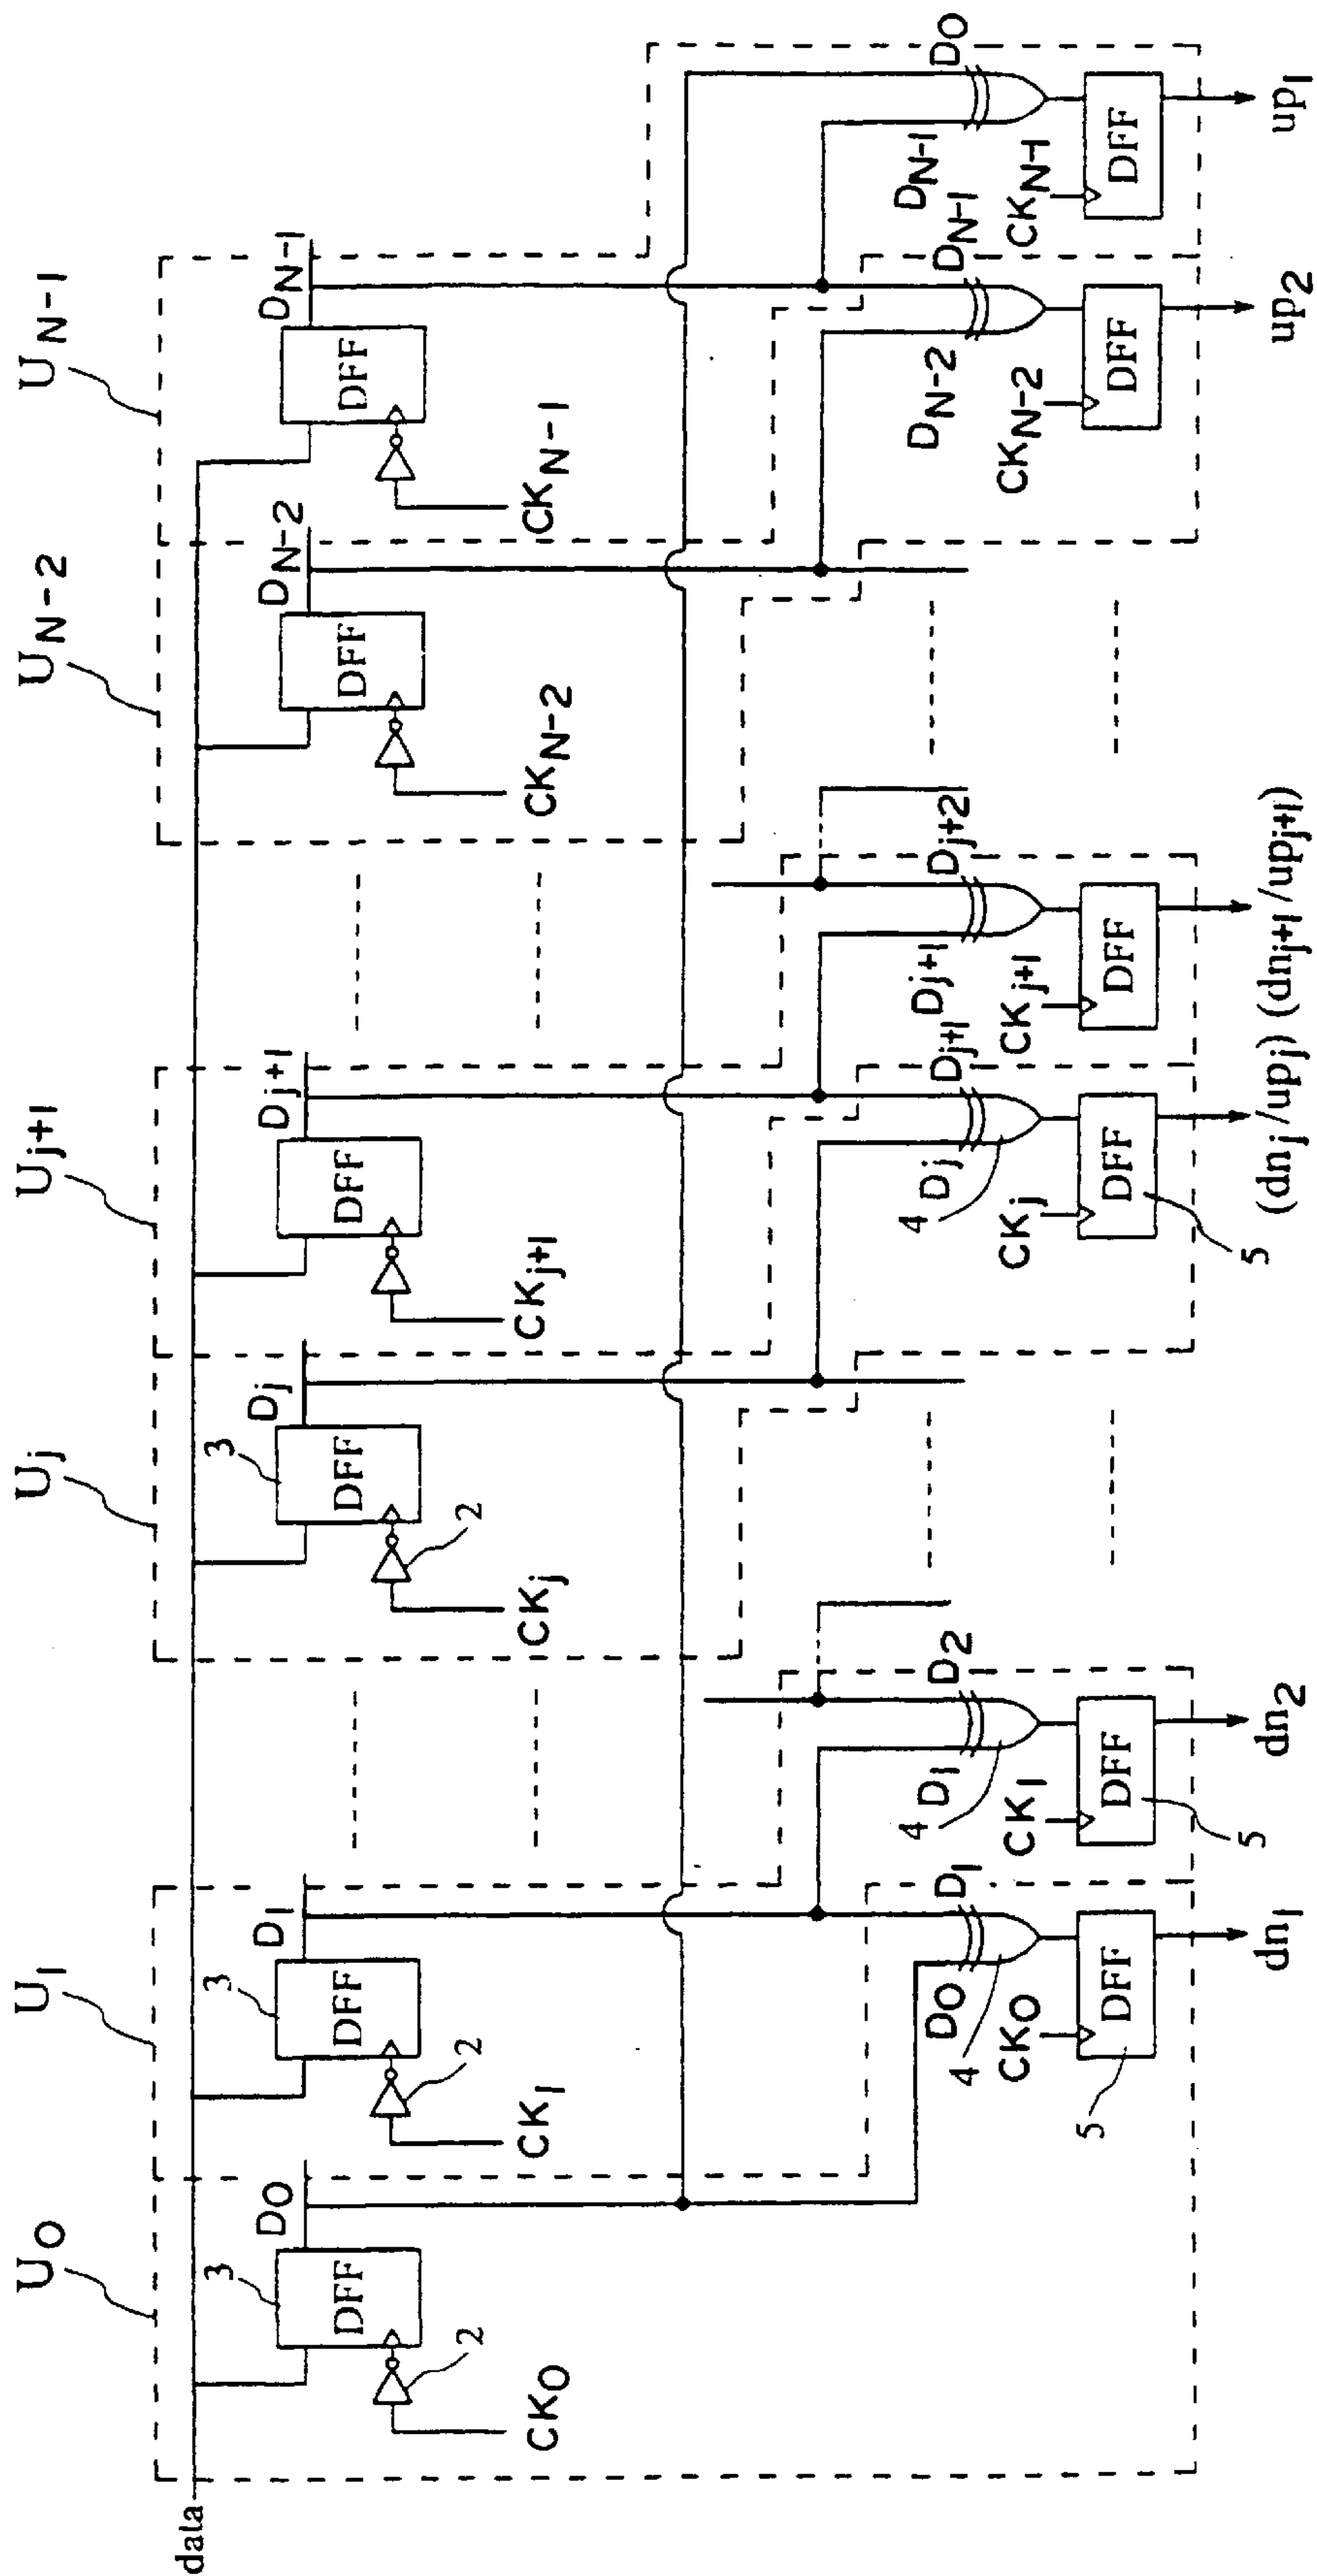 U0 U1 Uj Uj+1 UN-2 UN-1
data
D0 D1 Dj Dj+1 DN-2 DN-1
3 3 3
DFF DFF DFF DFF DFF DFF
2 2 2
CK0 CK1 CKj CKj+1 CKN-2 CKN-1
D0 D1 D1 D2 Dj Dj+1 Dj+1 Dj+2 DN-2 DN-1 DN-1 D0
4 4 4
CK0 CK1 CKj CKj+1 CKN-2 CKN-1
DFF DFF DFF DFF DFF DFF
5 5 5
dn1 dn2 (dnj/upj) (dnj+1/upj+1) up2 up1